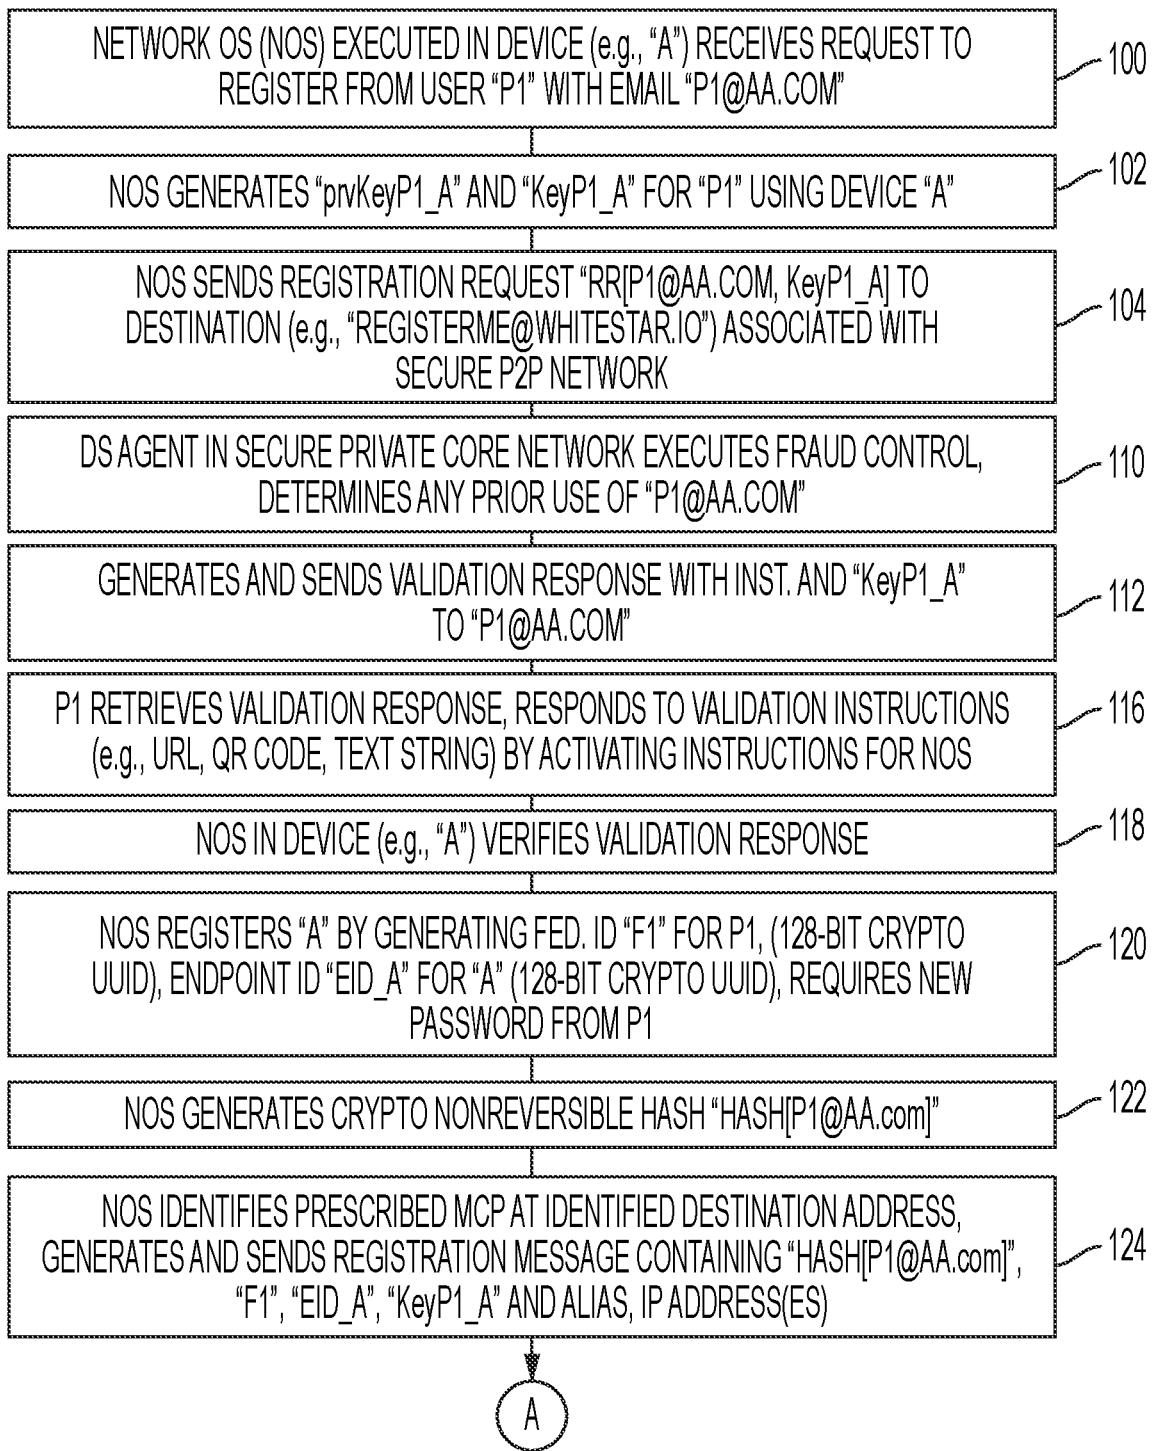 NETWORK OS (NOS) EXECUTED IN DEVICE (e.g., “A”) RECEIVES REQUEST TO
REGISTER FROM USER “P1” WITH EMAIL “P1@AA.COM”
100
NOS GENERATES “prvKeyP1_A” AND “KeyP1_A” FOR “P1” USING DEVICE “A”
102
NOS SENDS REGISTRATION REQUEST “RR[P1@AA.COM, KeyP1_A] TO
DESTINATION (e.g., “REGISTERME@WHITESTAR.IO”) ASSOCIATED WITH
SECURE P2P NETWORK
104
DS AGENT IN SECURE PRIVATE CORE NETWORK EXECUTES FRAUD CONTROL,
DETERMINES ANY PRIOR USE OF “P1@AA.COM”
110
GENERATES AND SENDS VALIDATION RESPONSE WITH INST. AND “KeyP1_A”
TO “P1@AA.COM”
112
P1 RETRIEVES VALIDATION RESPONSE, RESPONDS TO VALIDATION INSTRUCTIONS
(e.g., URL, QR CODE, TEXT STRING) BY ACTIVATING INSTRUCTIONS FOR NOS
116
NOS IN DEVICE (e.g., “A”) VERIFIES VALIDATION RESPONSE
118
NOS REGISTERS “A” BY GENERATING FED. ID “F1” FOR P1, (128-BIT CRYPTO
UUID), ENDPOINT ID “EID_A” FOR “A” (128-BIT CRYPTO UUID), REQUIRES NEW
PASSWORD FROM P1
120
NOS GENERATES CRYPTO NONREVERSIBLE HASH “HASH[P1@AA.com]”
122
NOS IDENTIFIES PRESCRIBED MCP AT IDENTIFIED DESTINATION ADDRESS,
GENERATES AND SENDS REGISTRATION MESSAGE CONTAINING “HASH[P1@AA.com]”,
“F1”, “EID_A”, “KeyP1_A” AND ALIAS, IP ADDRESS(ES)
124
A